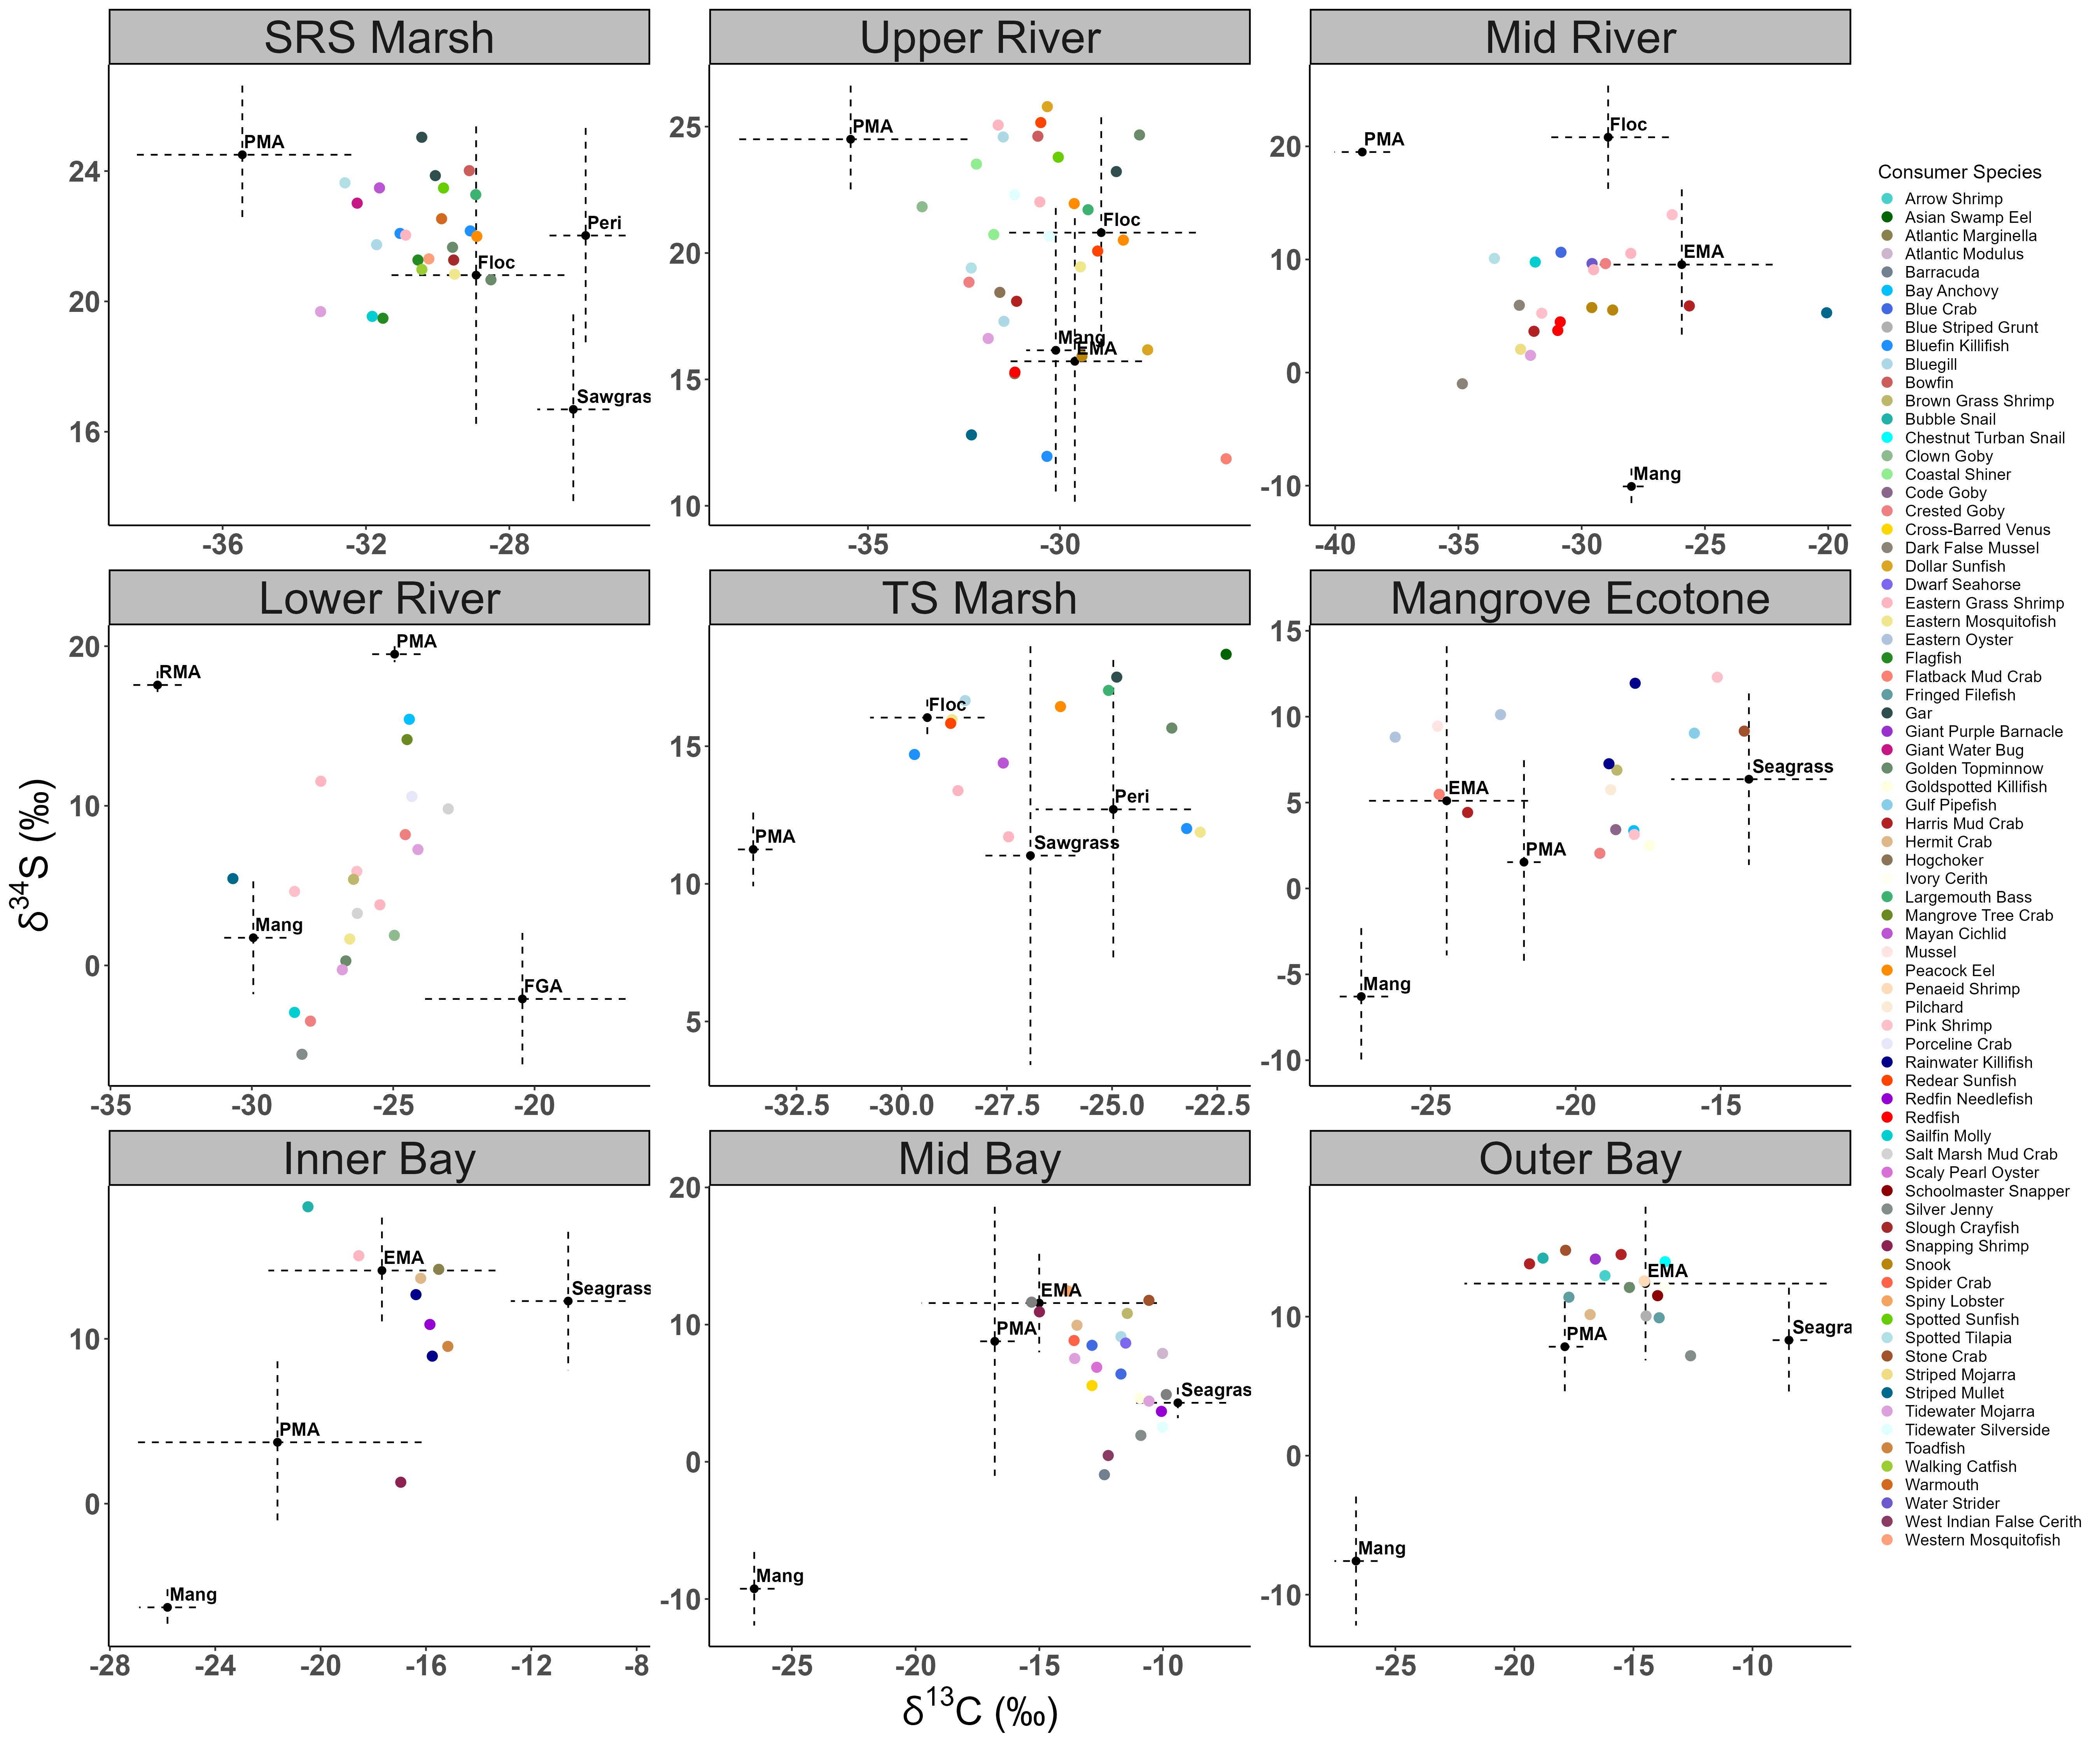 SRS Marsh
24
20
16
-36
-32
-28
PMA
Peri
Floc
Sawgras
Upper River
25
20
15
10
-35
-30
PMA
Floc
Mang
EMA
Mid River
20
10
0
-10
-40
-35
-30
-25
-20
PMA
Floc
EMA
Mang
Lower River
20
10
0
-35
-30
-25
-20
PMA
RMA
Mang
FGA
TS Marsh
15
10
5
-32.5
-30.0
-27.5
-25.0
-22.5
Floc
PMA
Peri
Sawgrass
Mangrove Ecotone
15
10
5
0
-5
-10
-25
-20
-15
EMA
Seagrass
PMA
Mang
Inner Bay
10
0
-28
-24
-20
-16
-12
-8
EMA
Seagrass
PMA
Mang
Mid Bay
20
10
0
-10
-25
-20
-15
-10
EMA
PMA
Seagras
Mang
Outer Bay
10
0
-10
-25
-20
-15
-10
EMA
PMA
Seagra
Mang
δ34S (‰)
δ13C (‰)
Consumer Species
Arrow Shrimp
Asian Swamp Eel
Atlantic Marginella
Atlantic Modulus
Barracuda
Bay Anchovy
Blue Crab
Blue Striped Grunt
Bluefin Killifish
Bluegill
Bowfin
Brown Grass Shrimp
Bubble Snail
Chestnut Turban Snail
Clown Goby
Coastal Shiner
Code Goby
Crested Goby
Cross-Barred Venus
Dark False Mussel
Dollar Sunfish
Dwarf Seahorse
Eastern Grass Shrimp
Eastern Mosquitofish
Eastern Oyster
Flagfish
Flatback Mud Crab
Fringed Filefish
Gar
Giant Purple Barnacle
Giant Water Bug
Golden Topminnow
Goldspotted Killifish
Gulf Pipefish
Harris Mud Crab
Hermit Crab
Hogchoker
Ivory Cerith
Largemouth Bass
Mangrove Tree Crab
Mayan Cichlid
Mussel
Peacock Eel
Penaeid Shrimp
Pilchard
Pink Shrimp
Porceline Crab
Rainwater Killifish
Redear Sunfish
Redfin Needlefish
Redfish
Sailfin Molly
Salt Marsh Mud Crab
Scaly Pearl Oyster
Schoolmaster Snapper
Silver Jenny
Slough Crayfish
Snapping Shrimp
Snook
Spider Crab
Spiny Lobster
Spotted Sunfish
Spotted Tilapia
Stone Crab
Striped Mojarra
Striped Mullet
Tidewater Mojarra
Tidewater Silverside
Toadfish
Walking Catfish
Warmouth
Water Strider
West Indian False Cerith
Western Mosquitofish